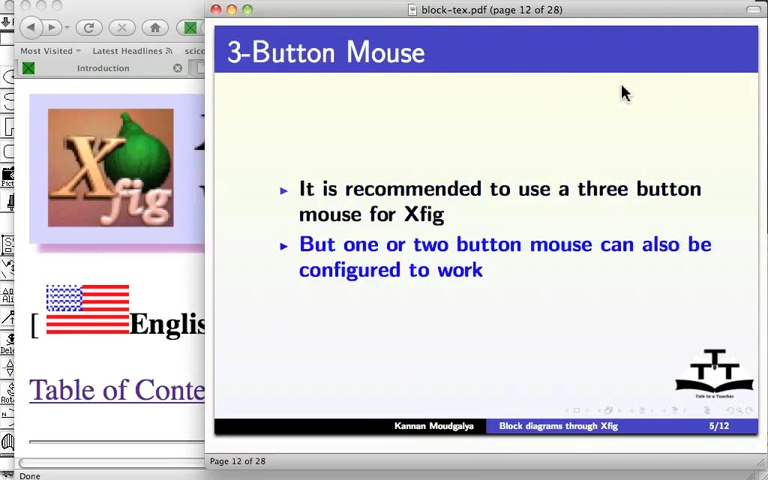 block-tex.pdf (page 12 of 28)
Most Visited
Latest Headlines
Introduction
3-Button Mouse
It is recommended to use a three button
mouse for Xfig
But one or two button mouse can also be
configured to work
X
fig
[ Englis
Table of Conte
TTT
Talk to a Teacher
Kannan Moudgalya
Block diagrams through Xfig
5/12
Page 12 of 28
Done